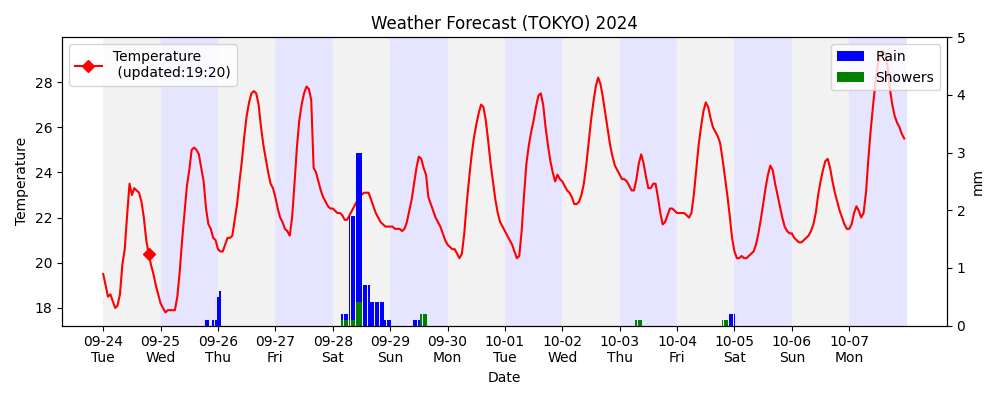 Weather Forecast (TOKYO) 2024
Temperature
(updated:19:20)
Rain
Showers
Temperature
28
26
24
22
20
18
5
4
3
2
1
0
mm
09-24 09-25 09-26 09-27 09-28 09-29 09-30 10-01 10-02 10-03 10-04 10-05 10-06 10-07
Tue Wed Thu Fri Sat Sun Mon Tue Wed Thu Fri Sat Sun Mon
Date